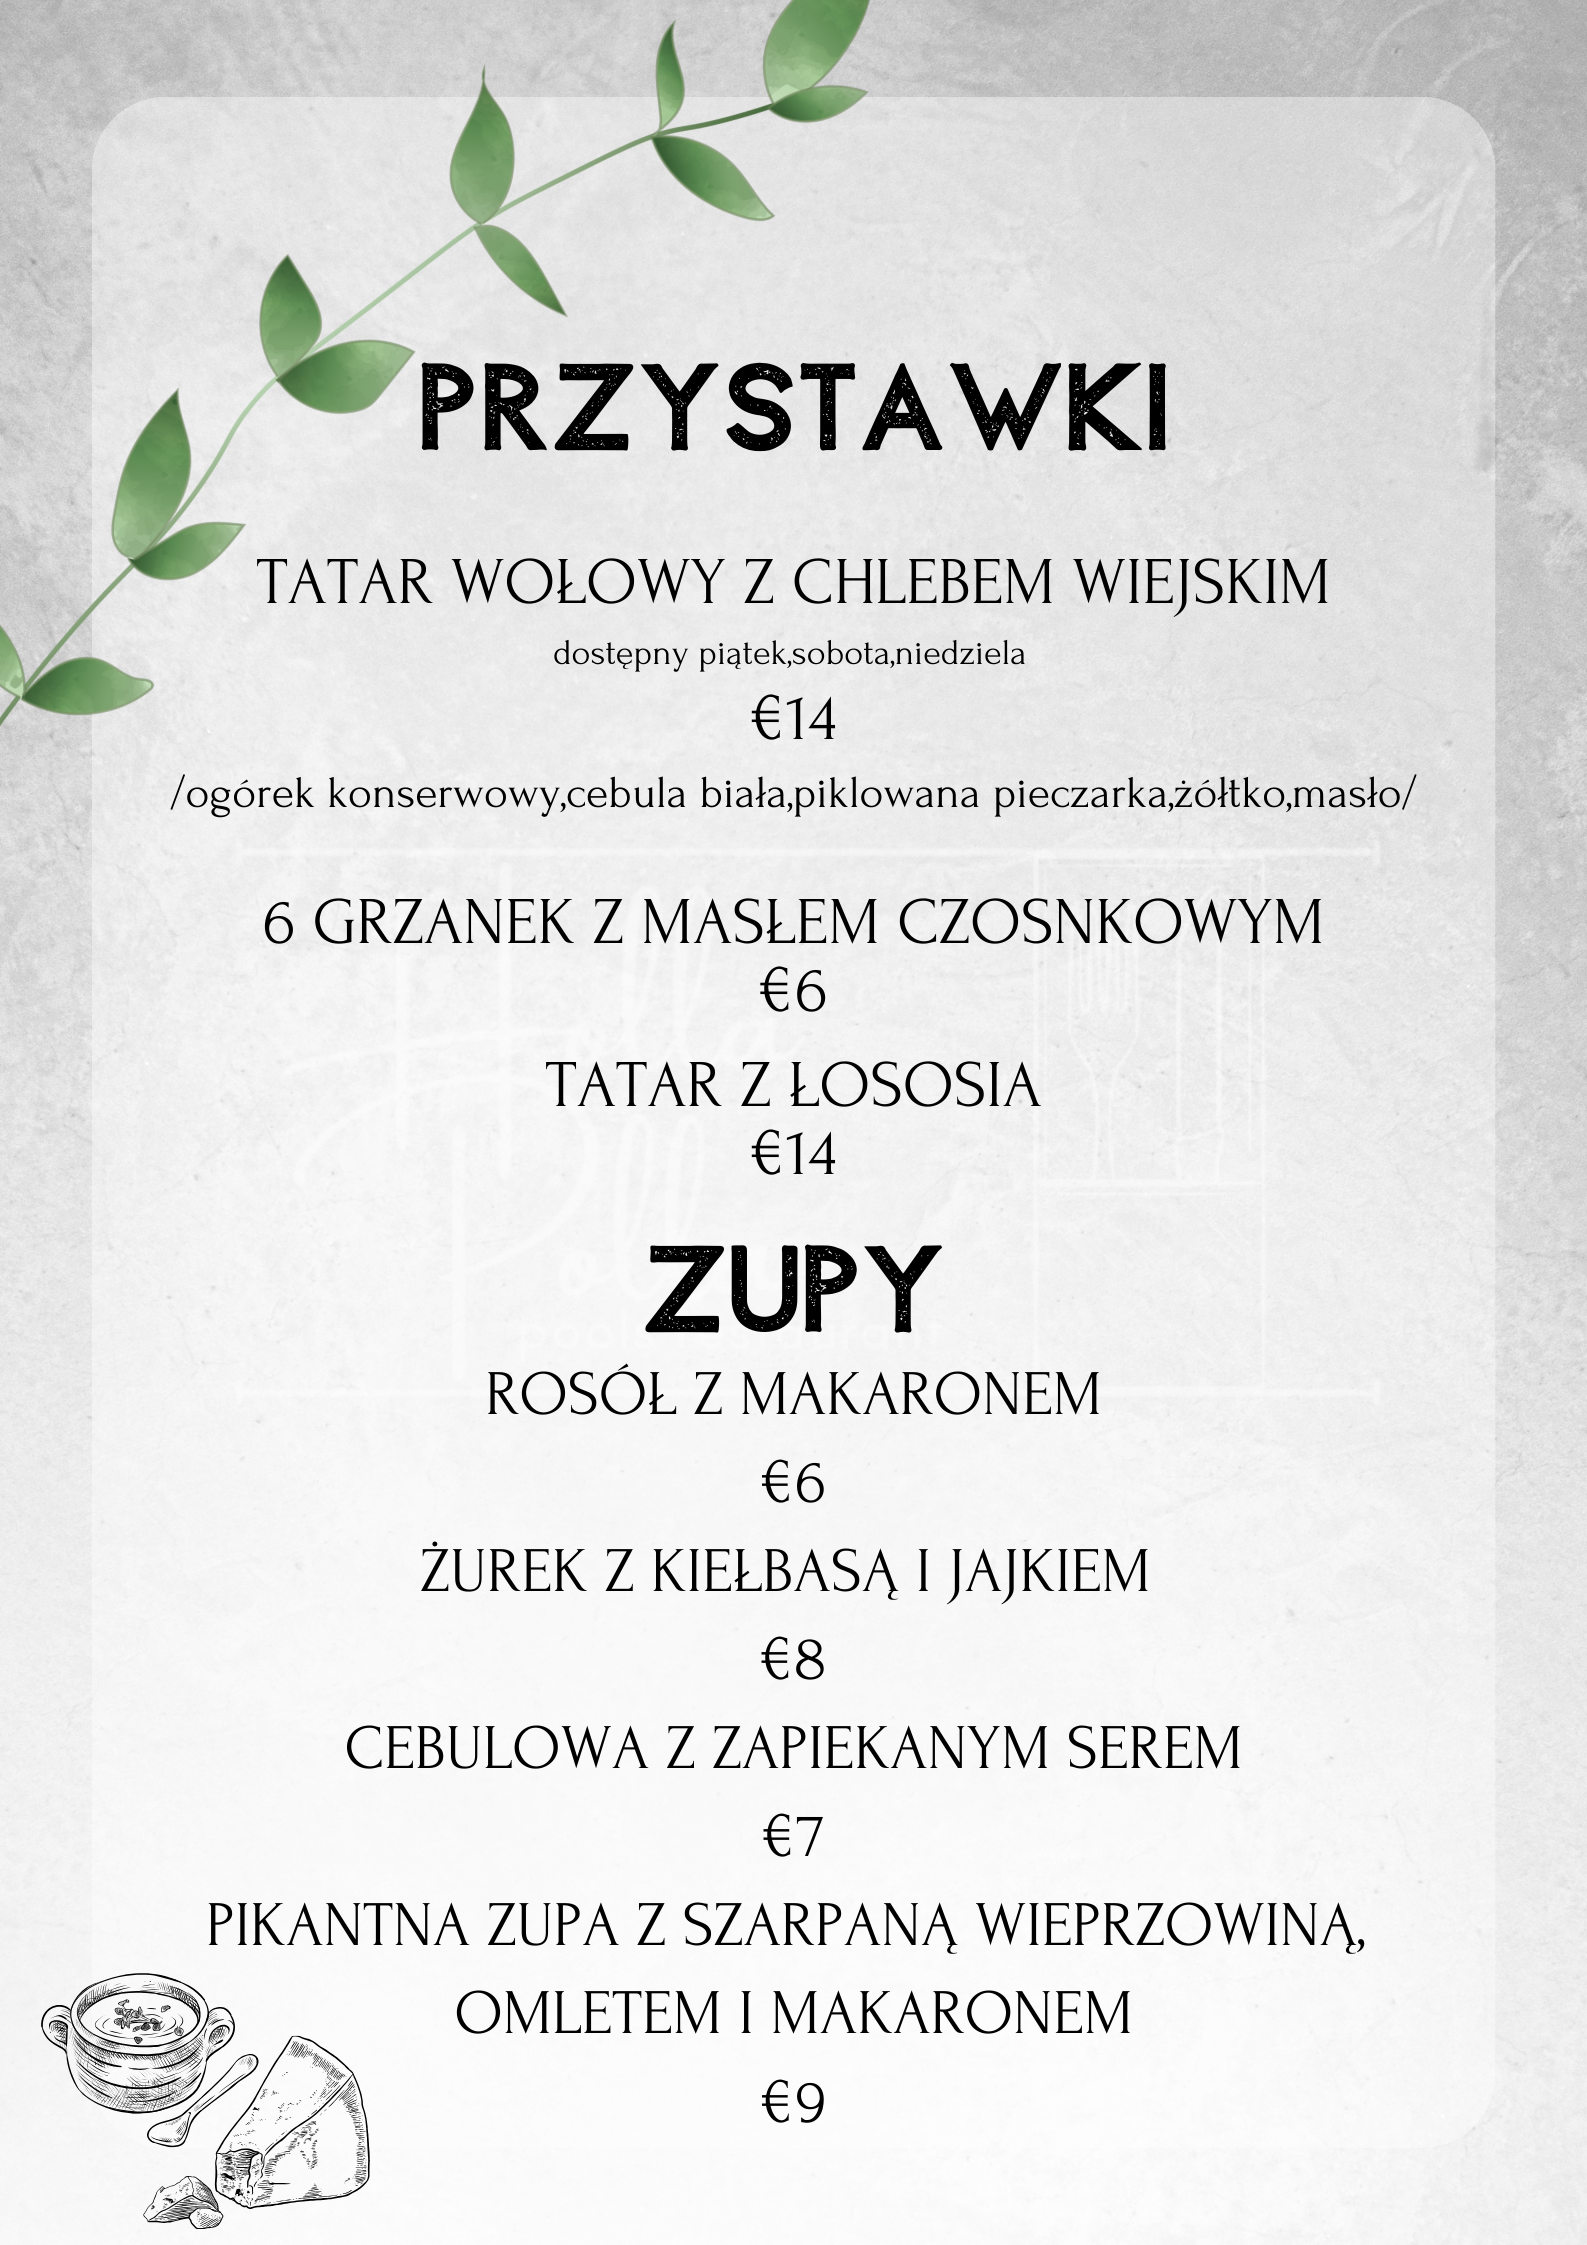 PRZYSTAWKI
TATAR WOŁOWY Z CHLEBEM WIEJSKIM
dostępny piątek,sobota,niedziela
€14
/ogórek konserwowy,cebula biała,piklowana pieczarka,żółtko,masło/
6 GRZANEK Z MASŁEM CZOSNKOWYM
€6
TATAR Z ŁOSOSIA
€14
ZUPY
ROSÓŁ Z MAKARONEM
€6
ŻUREK Z KIEŁBASĄ I JAJKIEM
€8
CEBULOWA Z ZAPIEKANYM SEREM
€7
PIKANTNA ZUPA Z SZARPANĄ WIEPRZOWINĄ,
OMLETEM I MAKARONEM
€9